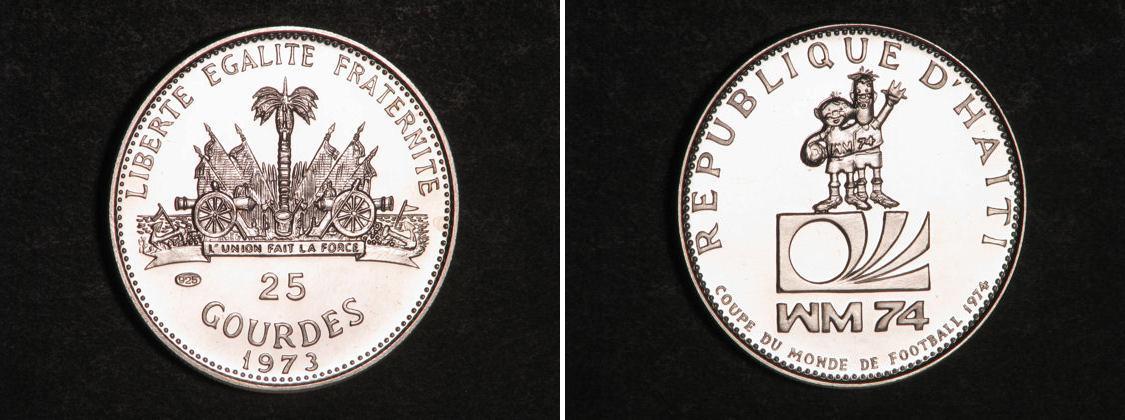 LIBERTE EGALITE FRATERNITE
L'UNION FAIT LA FORCE
925
25
GOURDES
1973
REPUBLIQUE D'HAITI
WM 74
WM 74
COUPE DU MONDE DE FOOTBALL 1974